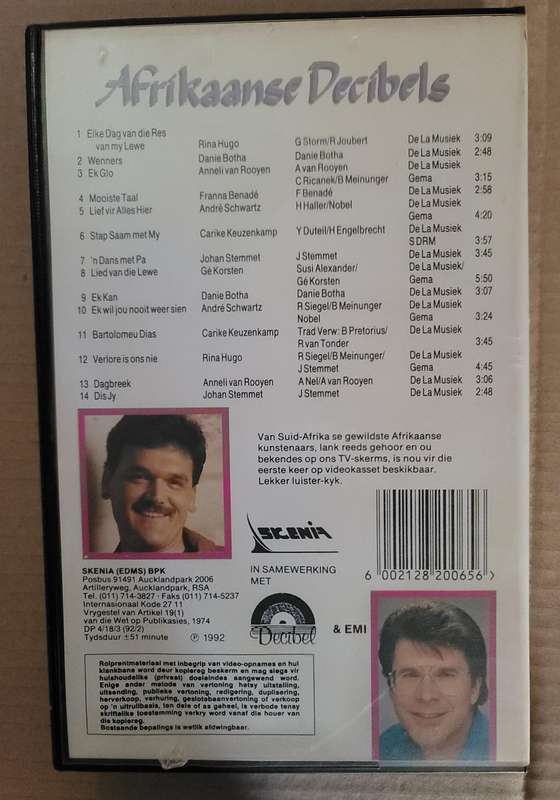 Afrikaanse Decibels
1 Elke Dag van die Res
van my Lewe Rina Hugo G Storm/R Joubert De La Musiek 3:09
2 Wenners Danie Botha Danie Botha De La Musiek 2:48
3 Ek Glo Anneli van Rooyen A van Rooyen De La Musiek
C Ricanek/B Meinunger Gema 3:15
4 Mooiste Taal Franna Benadé F Benadé De La Musiek 2:58
5 Lief vir Alles Hier André Schwartz H Haller/Nobel De La Musiek
Gema 4:20
6 Stap Saam met My Carike Keuzenkamp Y Duteil/H Engelbrecht De La Musiek
S DRM 3:57
7 'n Dans met Pa Johan Stemmet J Stemmet De La Musiek 3:45
8 Lied van die Lewe Gé Korsten Susi Alexander/ De La Musiek/
Gé Korsten Gema 5:50
9 Ek Kan Danie Botha Danie Botha De La Musiek 3:07
10 Ek wil jou nooit weer sien André Schwartz R Siegel/B Meinunger De La Musiek
Nobel Gema 3:24
11 Bartolomeu Dias Carike Keuzenkamp Trad Verw: B Pretorius/ De La Musiek
R van Tonder 3:45
12 Verlore is ons nie Rina Hugo R Siegel/B Meinunger/ De La Musiek
J Stemmet Gema 4:45
13 Dagbreek Anneli van Rooyen A Nel/A van Rooyen De La Musiek 3:06
14 Dis Jy Johan Stemmet J Stemmet De La Musiek 2:48
Van Suid-Afrika se gewildste Afrikaanse
kunstenaars, lank reeds gehoor en ou
bekendes op ons TV-skerms, is nou vir die
eerste keer op videokasset beskikbaar.
Lekker luister-kyk.
SKENIA
IN SAMEWERKING
MET
Decibel
& EMI
6 002128 200656
SKENIA (EDMS) BPK
Posbus 91491 Aucklandpark 2006
Artilleryweg, Aucklandpark, RSA
Tel. (011) 714-3827 · Faks (011) 714-5237
Internasionaal Kode 27 11
Vrygestel van Artikel 19(1)
van die Wet op Publikasies, 1974
DP 4/18/3 (92/2)
Tydsduur ±51 minute ℗ 1992
Rolprentmateriaal met inbegrip van video-opnames en hul
klankbane word deur kopiereg beskerm en mag slegs vir
huishoudelike (privaat) doeleindes aangewend word.
Enige ander metode van vertoning hetsy uitstalling,
uitsending, publieke vertoning, redigering, duplisering,
herverkoop, verhuring, geslotebaanvertoning of verkoop
op 'n uitruilbasis, ten dele of as geheel, is verbode tensy
skriftelike toestemming verkry word vanaf die houer van
die kopiereg.
Bostaande bepalings is wetlik afdwingbaar.